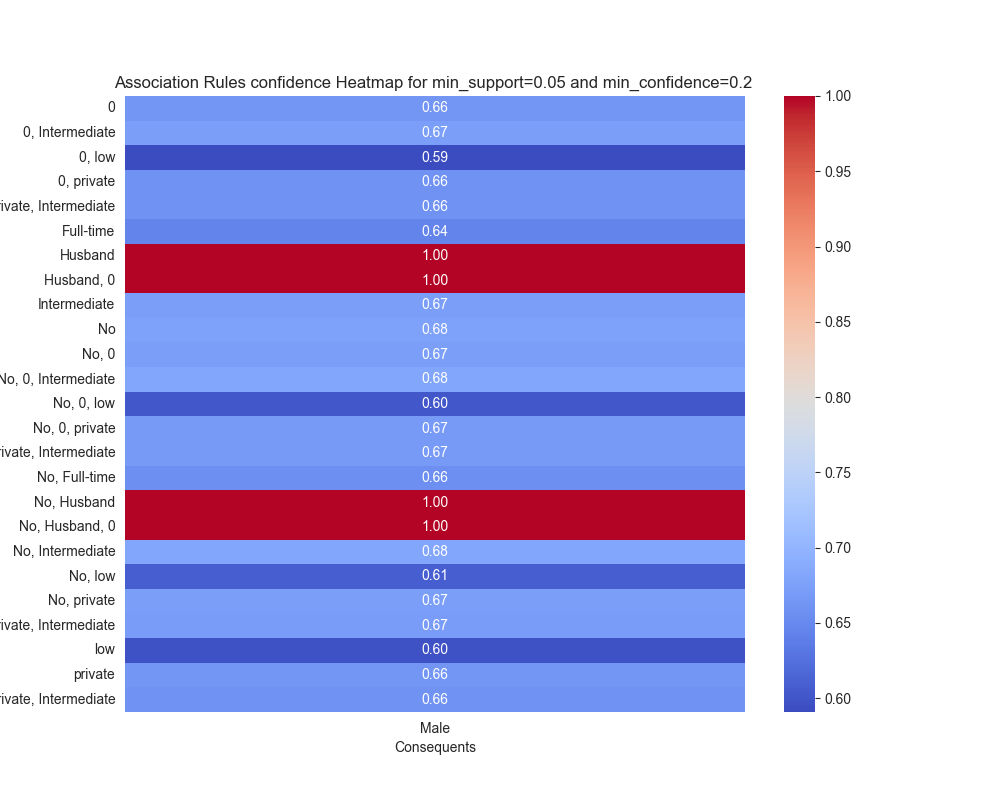 Association Rules confidence Heatmap for min_support=0.05 and min_confidence=0.2
0 0.66
0, Intermediate 0.67
0, low 0.59
0, private 0.66
Intermediate 0.66
Full-time 0.64
Husband 1.00
Husband, 0 1.00
Intermediate 0.67
No 0.68
No, 0 0.67
No, 0, Intermediate 0.68
No, 0, low 0.60
No, 0, private 0.67
Intermediate 0.67
No, Full-time 0.66
No, Husband 1.00
No, Husband, 0 1.00
No, Intermediate 0.68
No, low 0.61
No, private 0.67
Intermediate 0.67
low 0.60
private 0.66
Intermediate 0.66
Male
Consequents
1.00
0.95
0.90
0.85
0.80
0.75
0.70
0.65
0.60